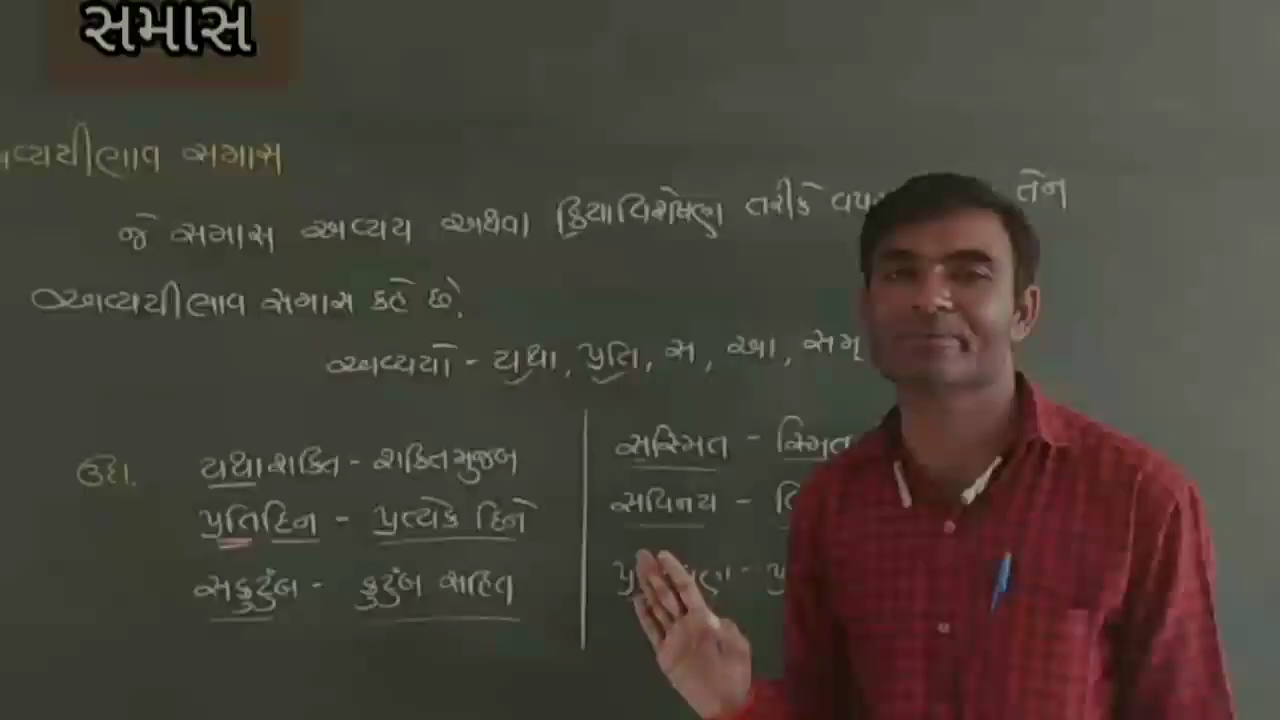 સમાસ
સમાસ
જે સમાસ અવ્યય અથવા ક્રિયાવિશેષણ તરીકે તેન
અવ્યયીભાવ સમાસ કહે છે.
અવ્યયો - યથા, પ્રતિ, સ, આ, સમ્
ઉદા. યથાશક્તિ - શક્તિ મુજબ
પ્રતિદિન - પ્રત્યેક દિને
સકુટુંબ - કુટુંબ સહિત
સસ્મિત - સ્મિત
સવિનય -